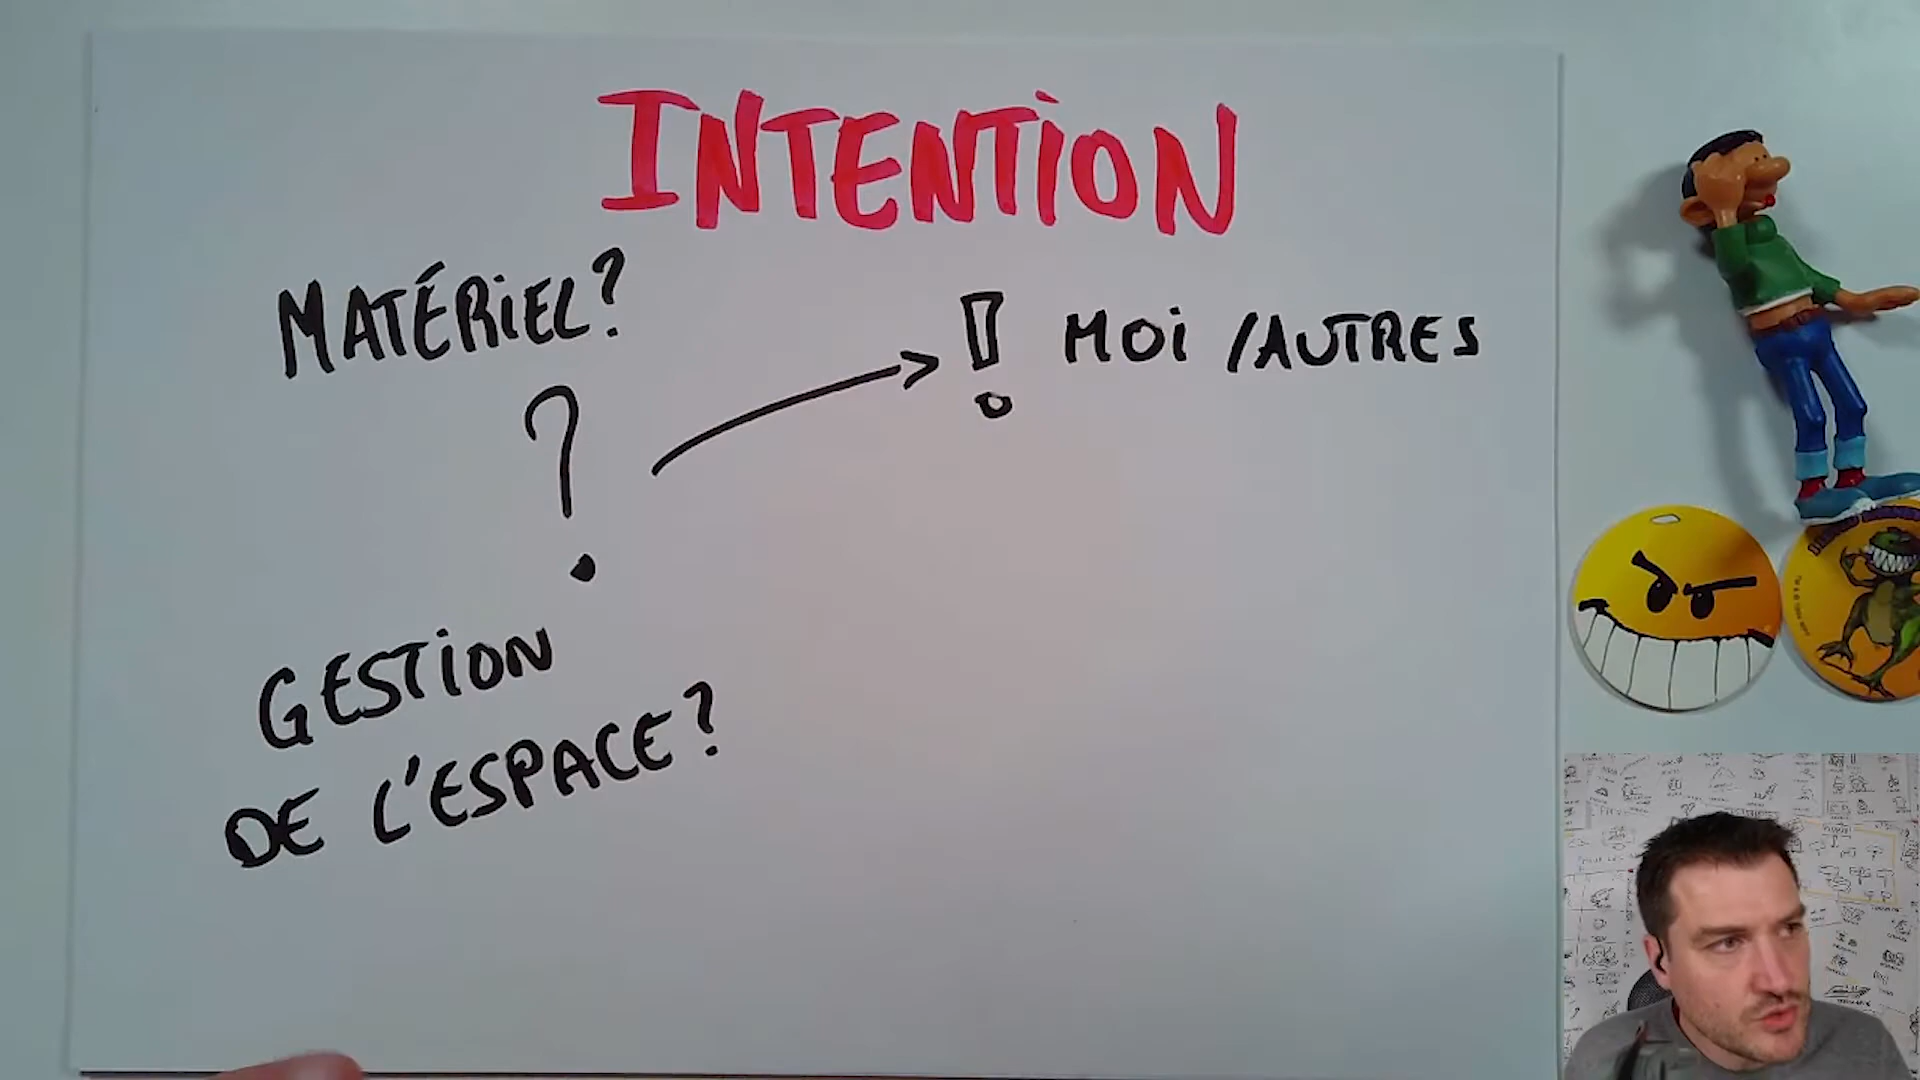 INTENTION
MATÉRIEL?
?
! MOI /AUTRES
GESTION
DE L'ESPACE?